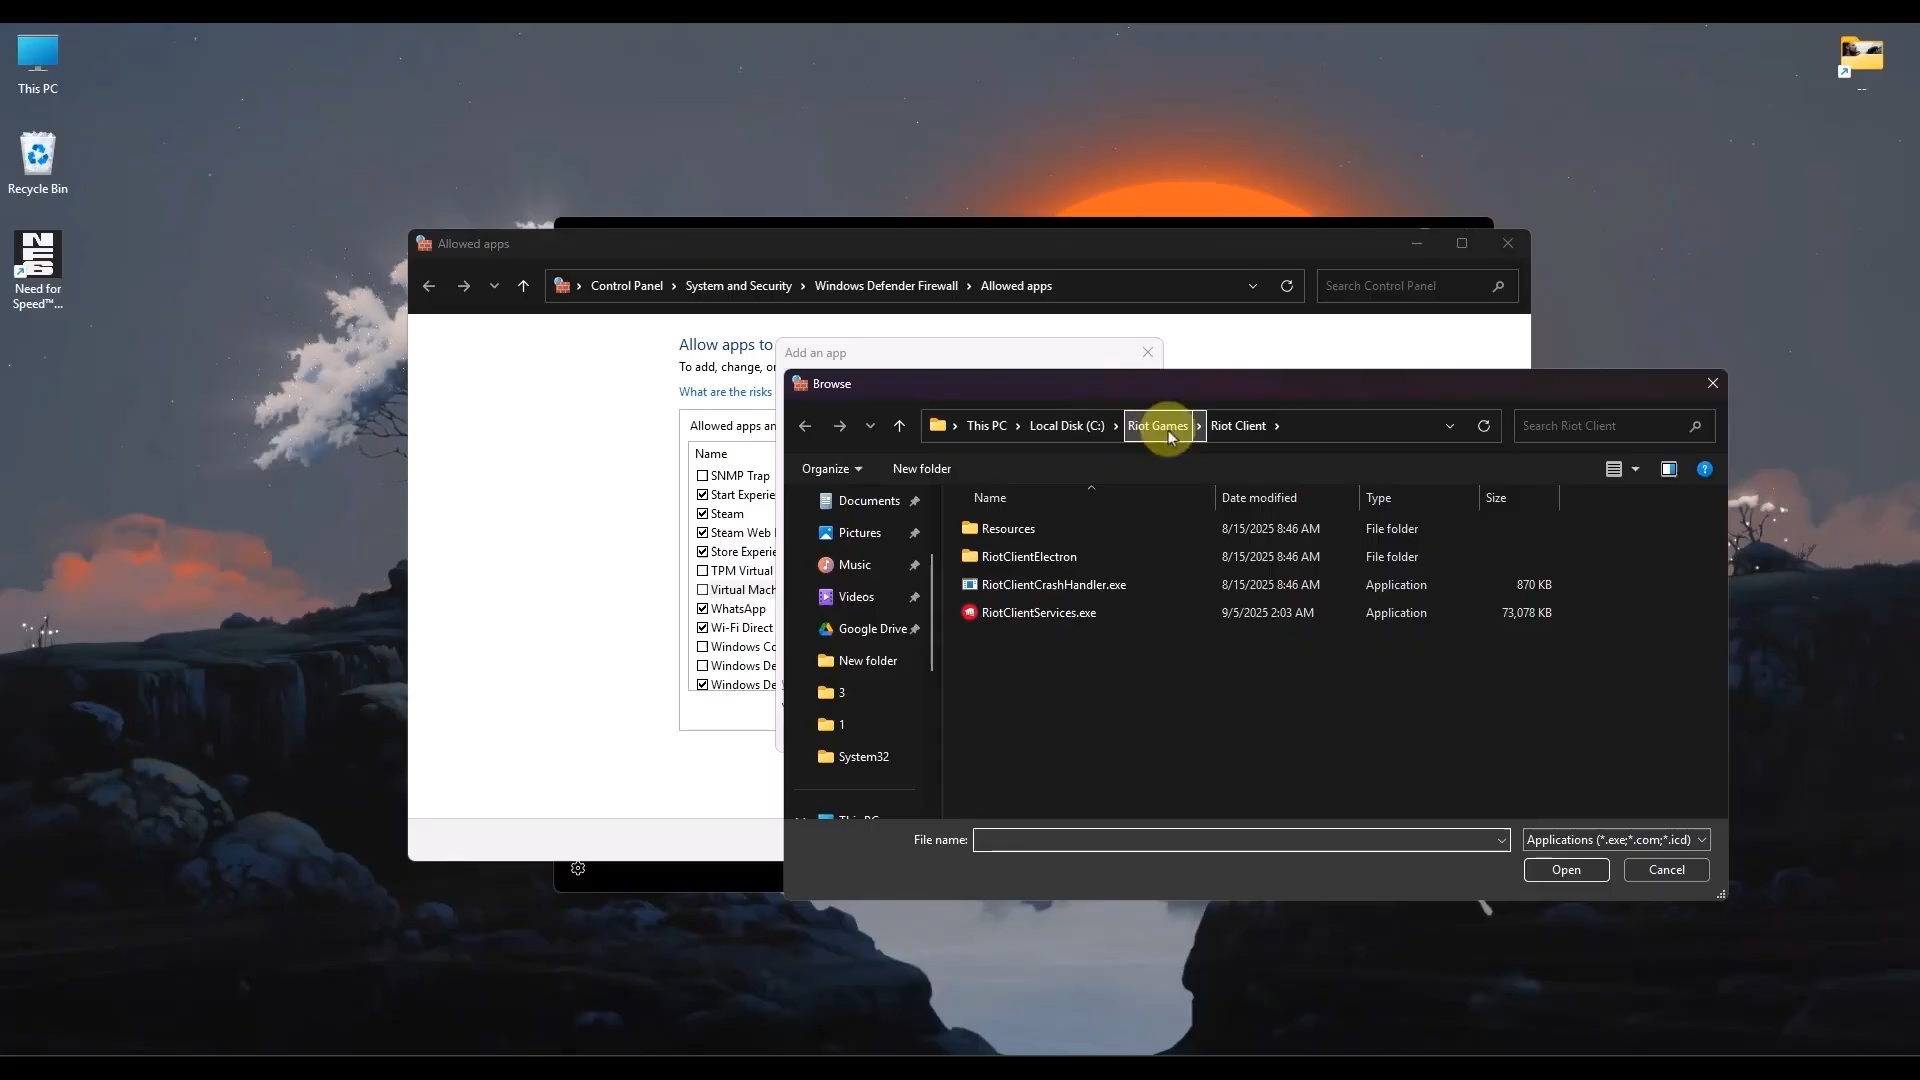 This PC
Recycle Bin
Need for
Speed™...
--
Allowed apps
Control Panel > System and Security > Windows Defender Firewall > Allowed apps
Search Control Panel
Allow apps to
To add, change, or
What are the risks
Allowed apps an
Name
SNMP Trap
Start Experie
Steam
Steam Web
Store Experie
TPM Virtual
Virtual Mach
WhatsApp
Wi-Fi Direct
Windows Co
Windows De
Windows De
Add an app
Browse
This PC > Local Disk (C:) > Riot Games > Riot Client >
Search Riot Client
Organize
New folder
Documents
Pictures
Music
Videos
Google Drive
New folder
3
1
System32
This PC
Name Date modified Type Size
Resources 8/15/2025 8:46 AM File folder
RiotClientElectron 8/15/2025 8:46 AM File folder
RiotClientCrashHandler.exe 8/15/2025 8:46 AM Application 870 KB
RiotClientServices.exe 9/5/2025 2:03 AM Application 73,078 KB
File name:
Applications (*.exe;*.com;*.icd)
Open
Cancel